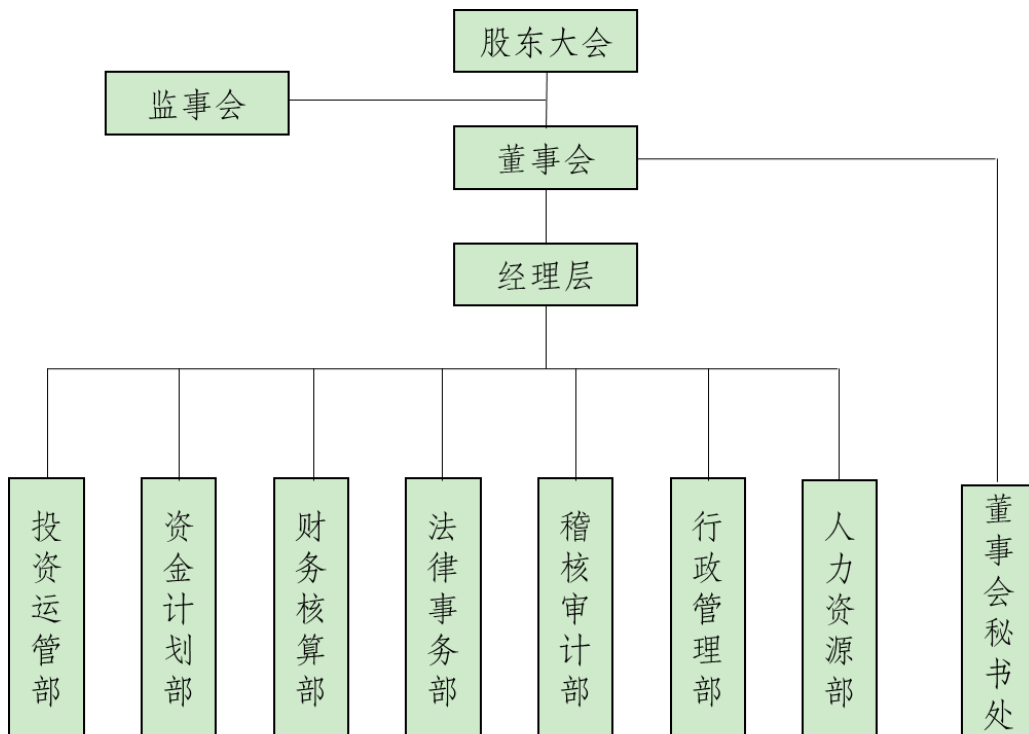 股东大会
监事会
董事会
经理层
投资运管部
资金计划部
财务核算部
法律事务部
稽核审计部
行政管理部
人力资源部
董事会秘书处